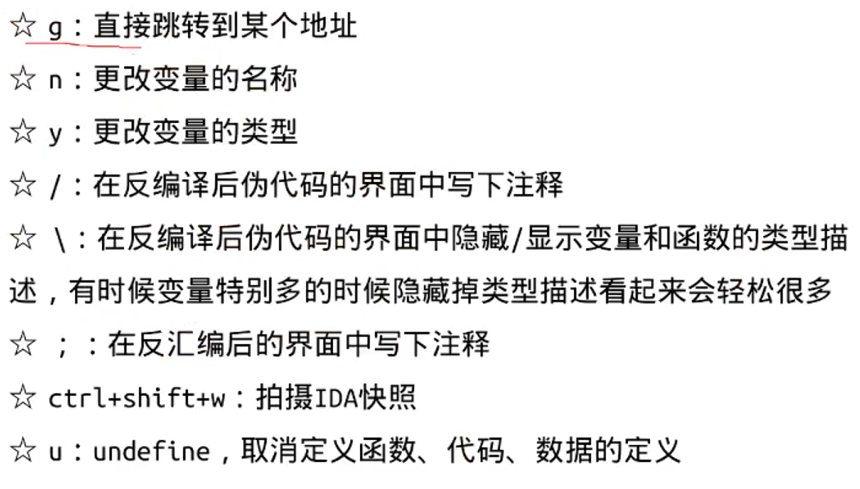 ☆ g：直接跳转到某个地址
☆ n：更改变量的名称
☆ y：更改变量的类型
☆ /：在反编译后伪代码的界面中写下注释
☆ \：在反编译后伪代码的界面中隐藏/显示变量和函数的类型描
述，有时候变量特别多的时候隐藏掉类型描述看起来会轻松很多
☆ ；：在反汇编后的界面中写下注释
☆ ctrl+shift+w：拍摄IDA快照
☆ u：undefine，取消定义函数、代码、数据的定义